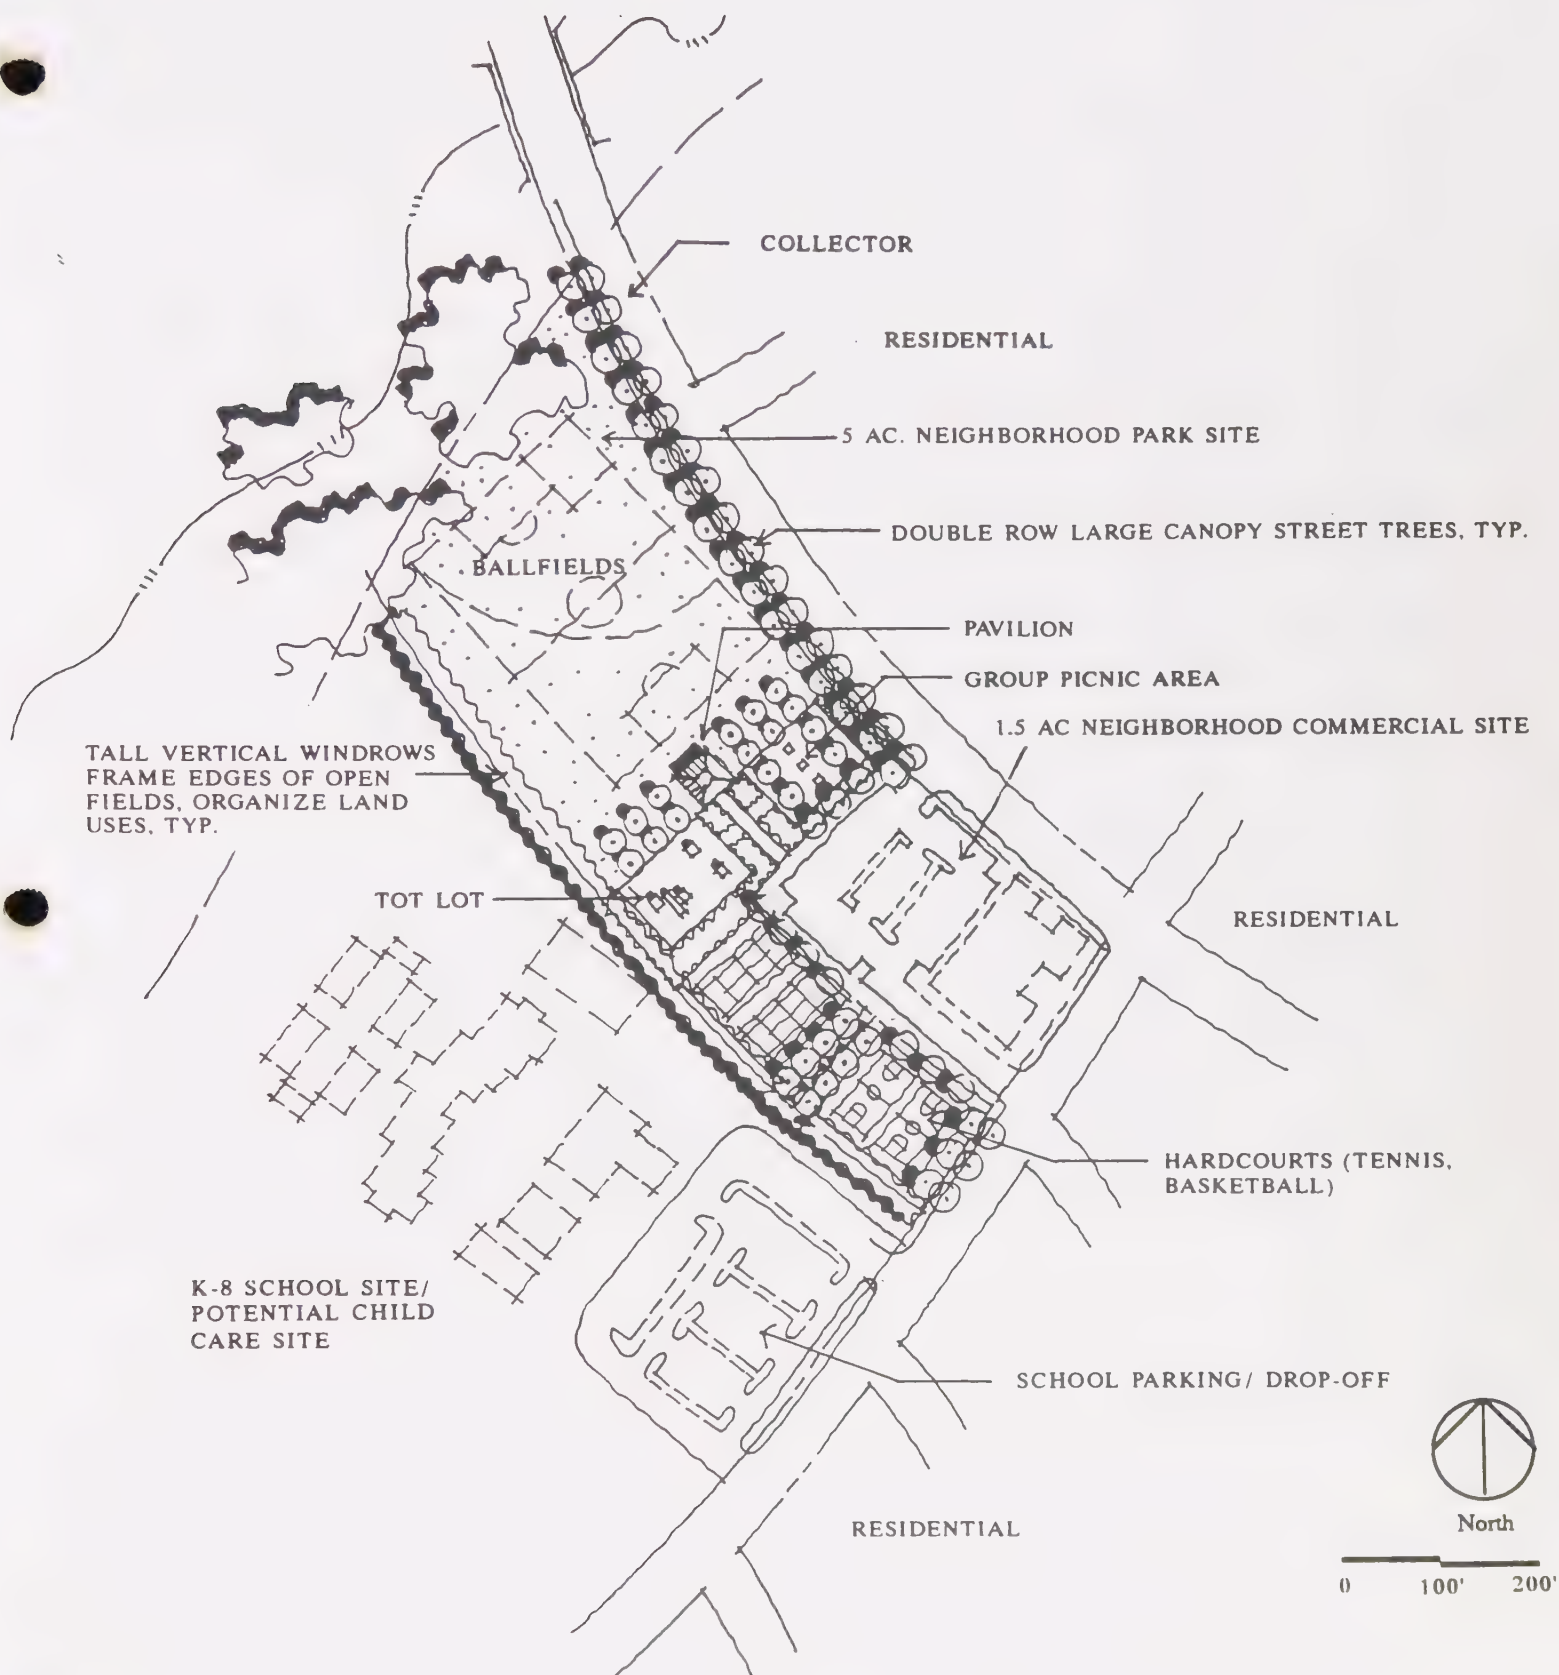 COLLECTOR
RESIDENTIAL
5 AC. NEIGHBORHOOD PARK SITE
DOUBLE ROW LARGE CANOPY STREET TREES, TYP.
BALLFIELDS
PAVILION
GROUP PICNIC AREA
1.5 AC NEIGHBORHOOD COMMERCIAL SITE
TALL VERTICAL WINDROWS
FRAME EDGES OF OPEN
FIELDS, ORGANIZE LAND
USES, TYP.
TOT LOT
RESIDENTIAL
HARDCOURTS (TENNIS,
BASKETBALL)
K-8 SCHOOL SITE/
POTENTIAL CHILD
CARE SITE
SCHOOL PARKING/ DROP-OFF
RESIDENTIAL
North
0 100' 200'